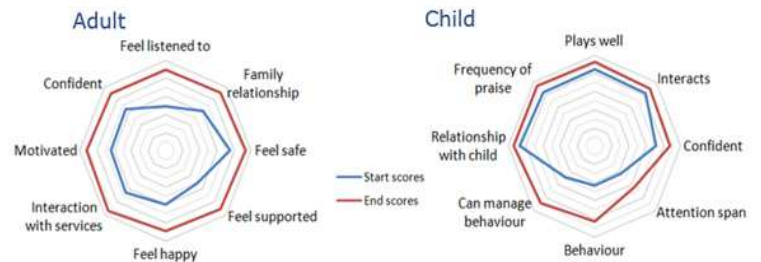 Adult
Feel listened to
Confident
Family
relationship
Motivated
Feel safe
Interaction
with services
Feel supported
Feel happy
Start scores
End scores
Child
Plays well
Frequency of
praise
Interacts
Relationship
with child
Confident
Can manage
behaviour
Attention span
Behaviour